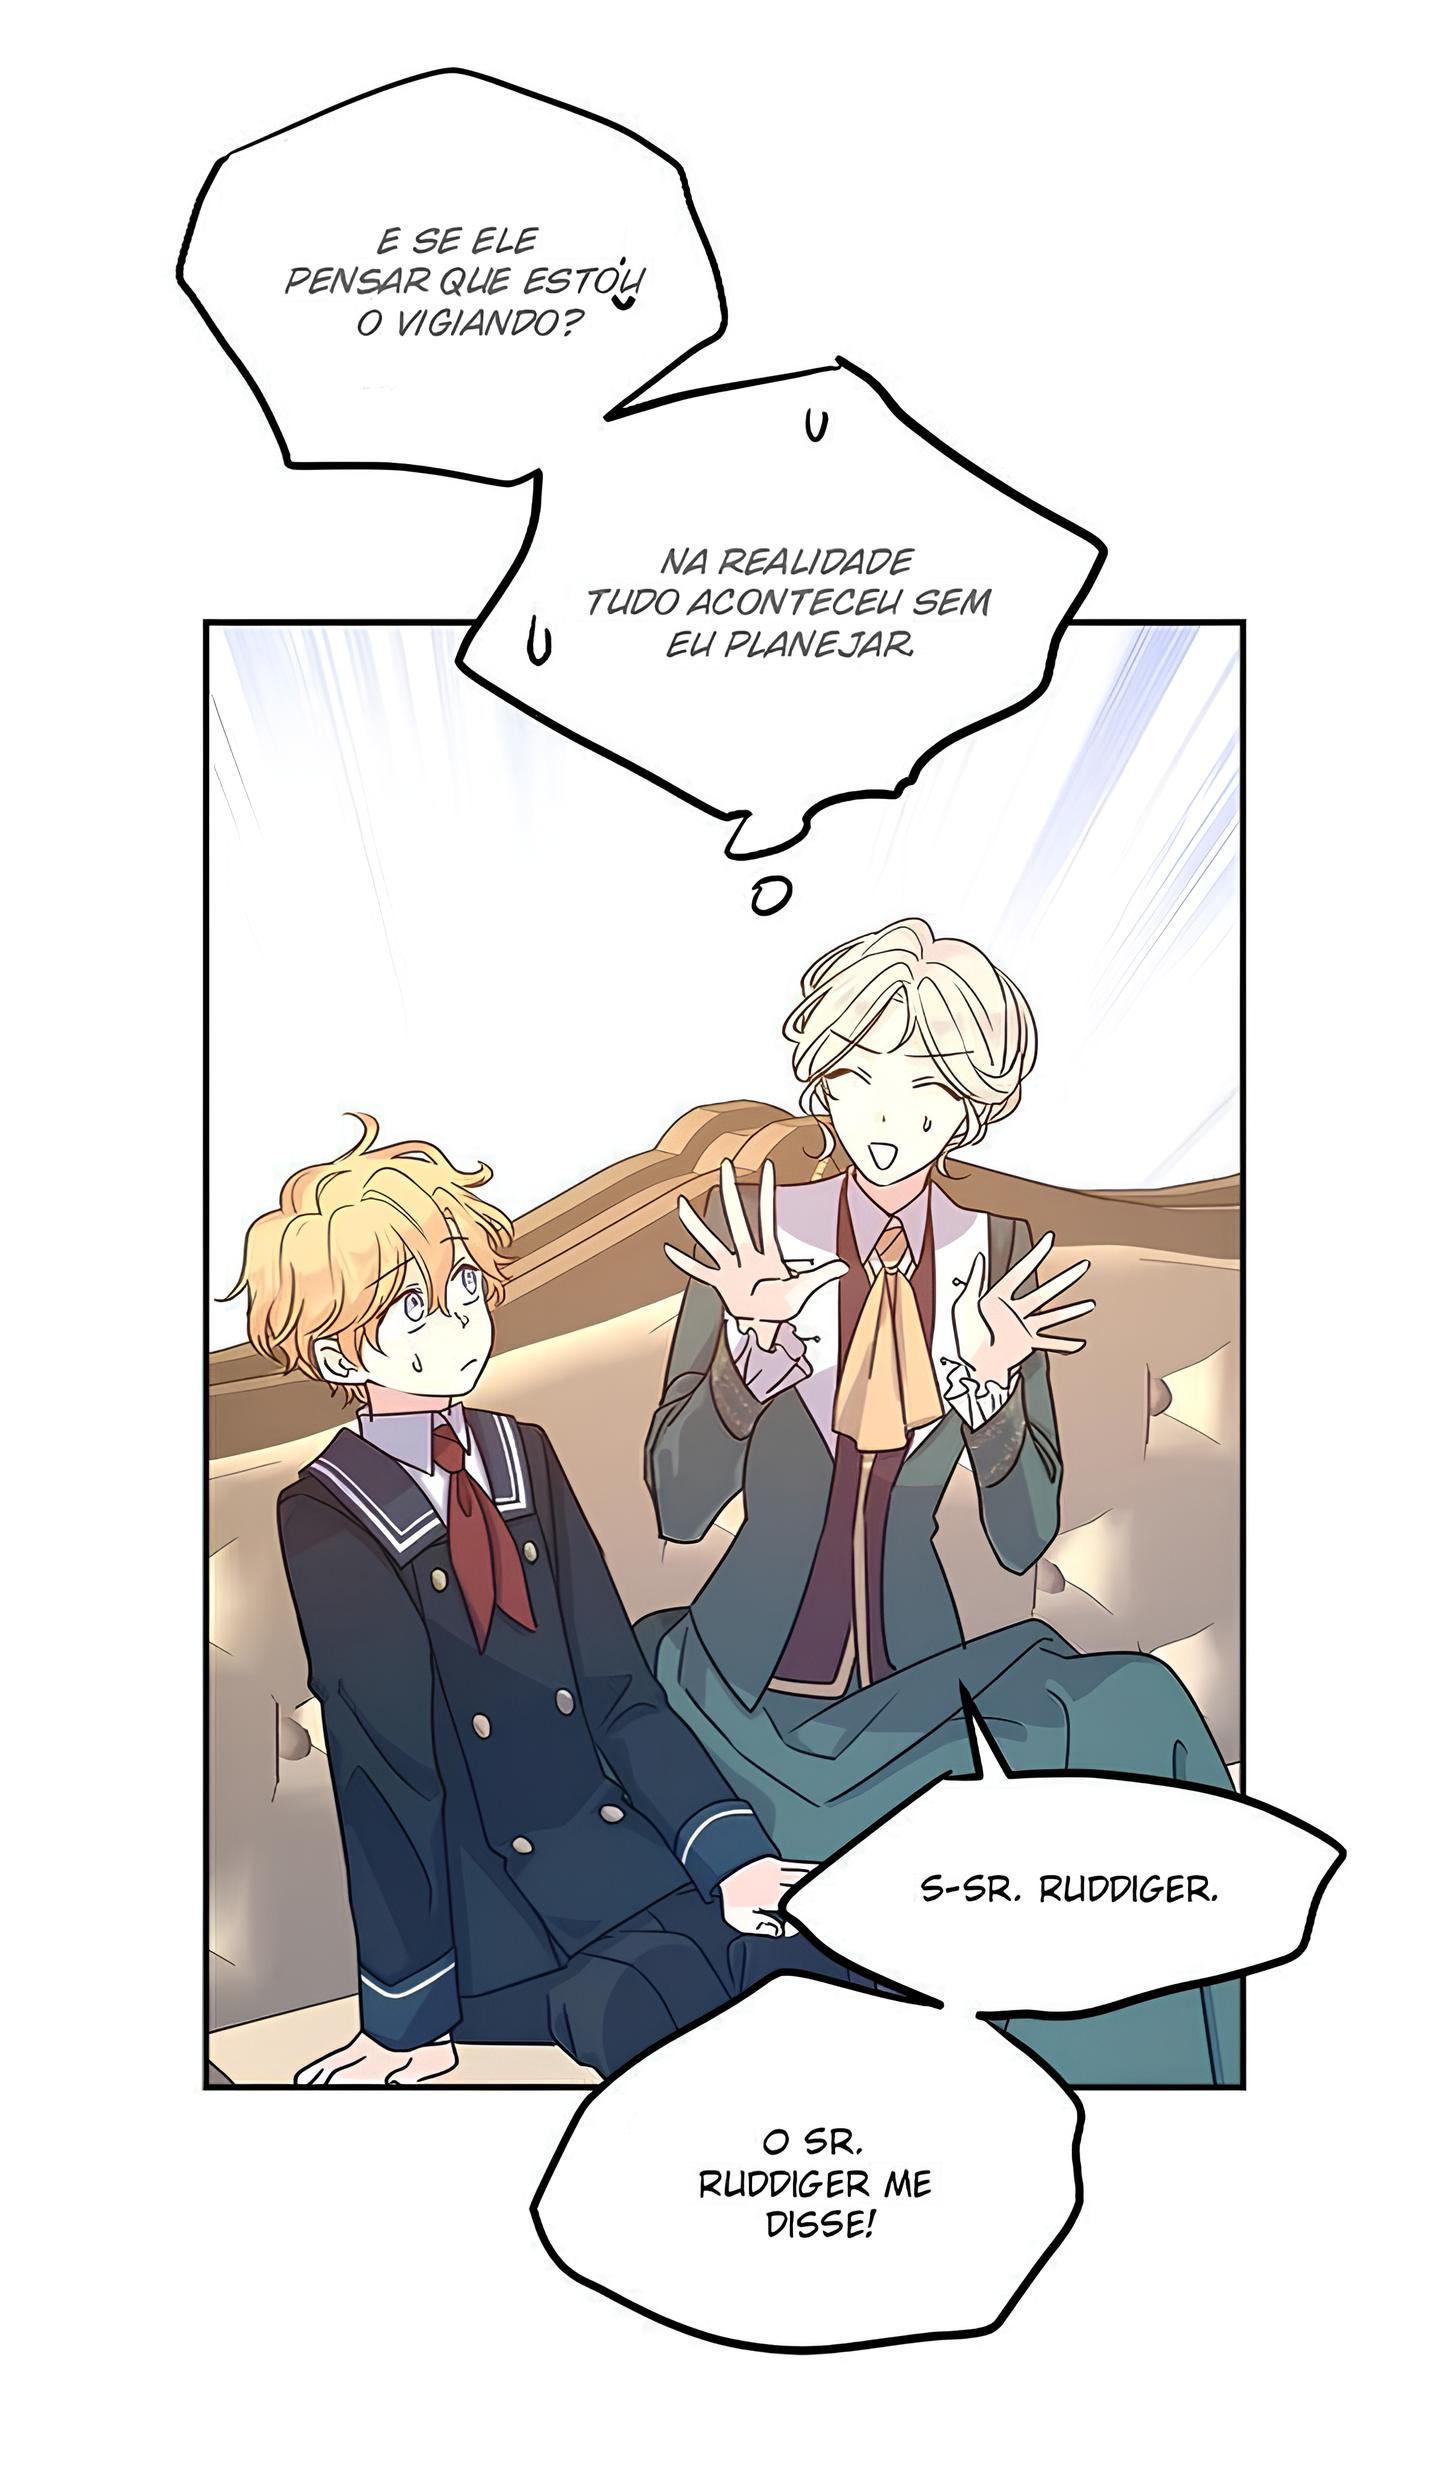 E SE ELE
PENSAR QUE ESTOU
O VIGIANDO?
NA REALIDADE
TUDO ACONTECEU SEM
EU PLANEJAR.
S-SR. RUDDIGER.
O SR.
RUDDIGER ME
DISSE!